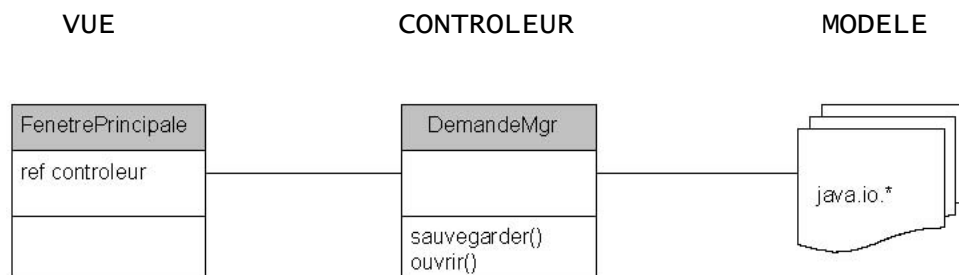 VUE CONTROLEUR MODELE
FenetrePrincipale
ref controleur
DemandeMgr
sauvegarder()
ouvrir()
java.io.*